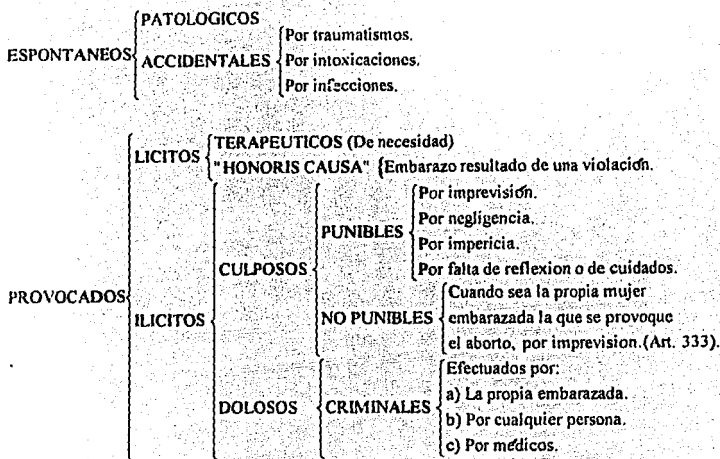 ESPONTANEOS
PATOLOGICOS
ACCIDENTALES
Por traumatismos.
Por intoxicaciones.
Por infecciones.
PROVOCADOS
LICITOS
TERAPEUTICOS (De necesidad)
"HONORIS CAUSA" {Embarazo resultado de una violación.
ILICITOS
CULPOSOS
PUNIBLES
Por imprevisión.
Por negligencia.
Por impericia.
Por falta de reflexion o de cuidados.
NO PUNIBLES
Cuando sea la propia mujer
embarazada la que se provoque
el aborto, por imprevision.(Art. 333).
DOLOSOS
CRIMINALES
Efectuados por:
a) La propia embarazada.
b) Por cualquier persona.
c) Por médicos.